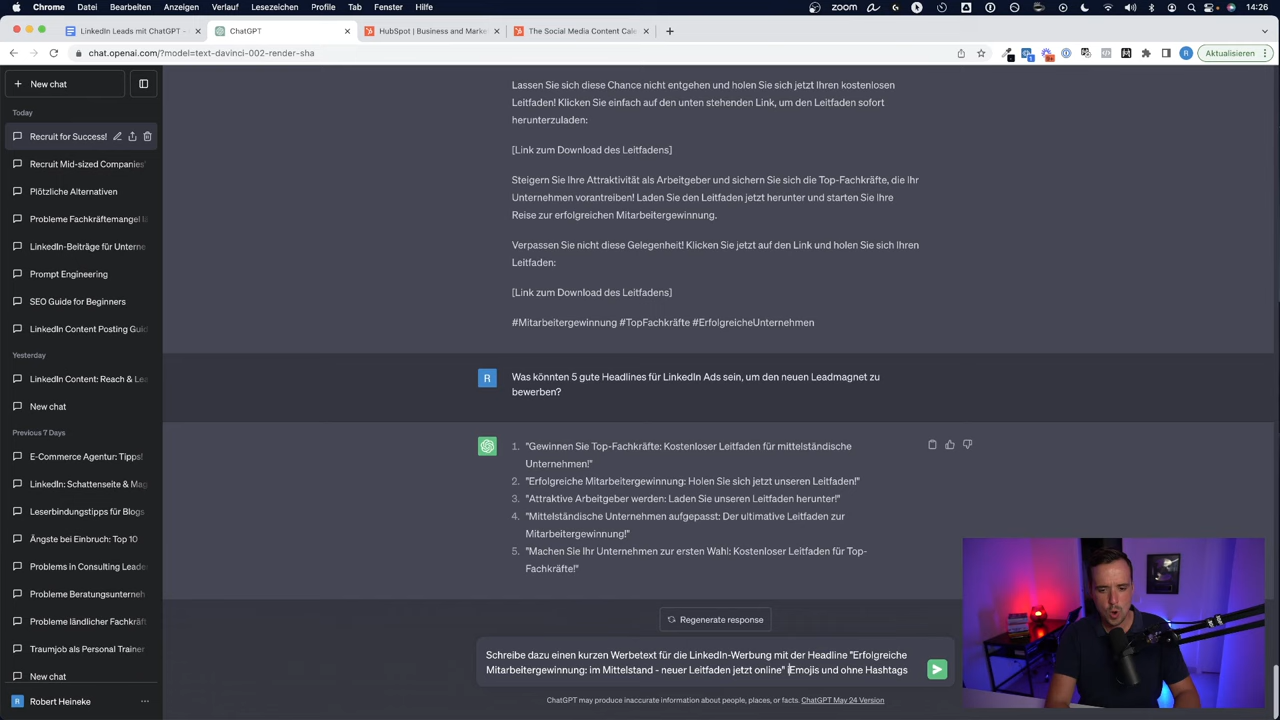 Chrome Ablage Bearbeiten Darstellung Verlauf Lesezeichen Profile Tab Fenster Hilfe
zoom
14:26
LinkedIn Leads mit ChatGPT -
ChatGPT
HubSpot | Business and Marke
The Social Media Content Cale
chat.openai.com/?model=text-davinci-002-render-sha
Aktualisieren
New chat
Today
Recruit for Success!
Recruit Mid-sized Companies'
Plötzliche Alternativen
Probleme Fachkräftemangel lä
LinkedIn-Beiträge für Unterne
Prompt Engineering
SEO Guide for Beginners
LinkedIn Content Posting Guid
Yesterday
LinkedIn Content: Reach & Lea
New chat
Previous 7 Days
E-Commerce Agentur: Tipps!
LinkedIn: Schattenseite & Mag
Leserbindungstipps für Blogs
Ängste bei Einbruch: Top 10
Problems in Consulting Leade
Probleme Beratungsunterneh
Probleme ländlicher Fachkräft
Traumjob als Personal Trainer
New chat
Robert Heineke
Lassen Sie sich diese Chance nicht entgehen und holen Sie sich jetzt Ihren kostenlosen
Leitfaden! Klicken Sie einfach auf den unten stehenden Link, um den Leitfaden sofort
herunterzuladen:
[Link zum Download des Leitfadens]
Steigern Sie Ihre Attraktivität als Arbeitgeber und sichern Sie sich die Top-Fachkräfte, die Ihr
Unternehmen vorantreiben! Laden Sie den Leitfaden jetzt herunter und starten Sie Ihre
Reise zur erfolgreichen Mitarbeitergewinnung.
Verpassen Sie nicht diese Gelegenheit! Klicken Sie jetzt auf den Link und holen Sie sich Ihren
Leitfaden:
[Link zum Download des Leitfadens]
#Mitarbeitergewinnung #TopFachkräfte #ErfolgreicheUnternehmen
R
Was könnten 5 gute Headlines für LinkedIn Ads sein, um den neuen Leadmagnet zu
bewerben?
1. "Gewinnen Sie Top-Fachkräfte: Kostenloser Leitfaden für mittelständische
Unternehmen!"
2. "Erfolgreiche Mitarbeitergewinnung: Holen Sie sich jetzt unseren Leitfaden!"
3. "Attraktive Arbeitgeber werden: Laden Sie unseren Leitfaden herunter!"
4. "Mittelständische Unternehmen aufgepasst: Der ultimative Leitfaden zur
Mitarbeitergewinnung!"
5. "Machen Sie Ihr Unternehmen zur ersten Wahl: Kostenloser Leitfaden für Top-
Fachkräfte!"
Regenerate response
Schreibe dazu einen kurzen Werbetext für die LinkedIn-Werbung mit der Headline "Erfolgreiche
Mitarbeitergewinnung: im Mittelstand - neuer Leitfaden jetzt online" (Emojis und ohne Hashtags
ChatGPT may produce inaccurate information about people, places, or facts. ChatGPT May 24 Version